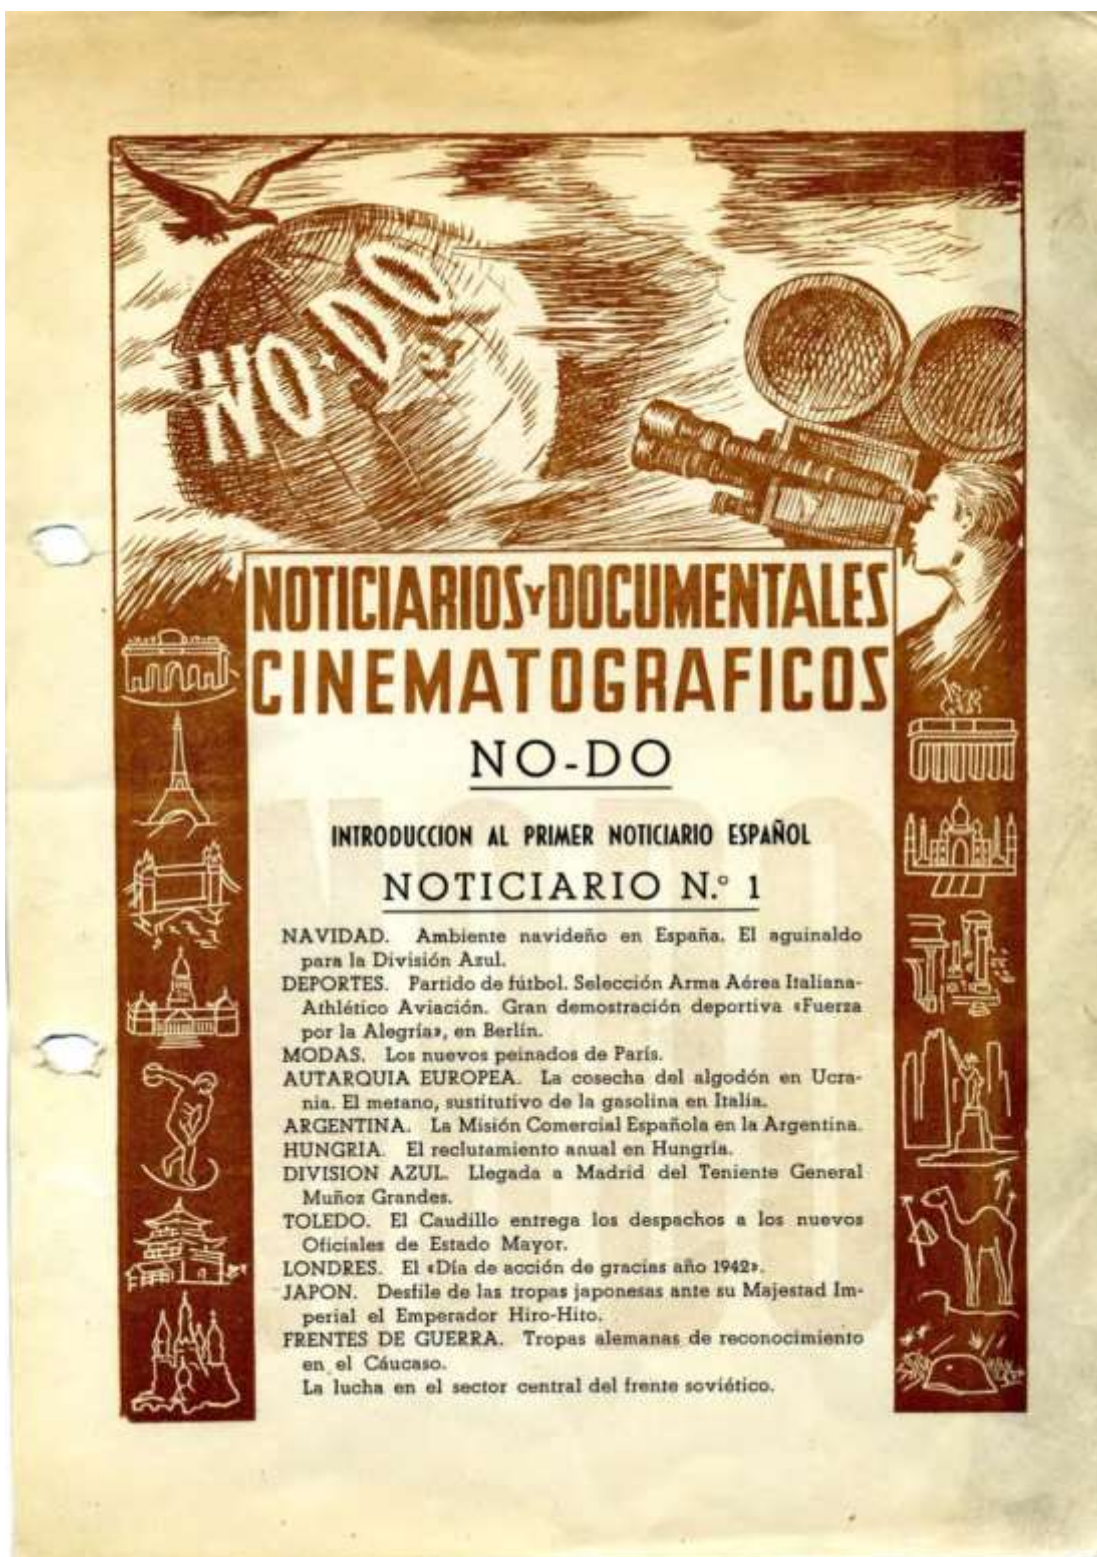 NO·DO
NOTICIARIOS Y DOCUMENTALES
CINEMATOGRAFICOS
NO-DO
INTRODUCCION AL PRIMER NOTICIARIO ESPAÑOL
NOTICIARIO N.º 1
NAVIDAD. Ambiente navideño en España. El aguinaldo
para la División Azul.
DEPORTES. Partido de fútbol. Selección Arma Aérea Italiana-
Athlético Aviación. Gran demostración deportiva «Fuerza
por la Alegría», en Berlín.
MODAS. Los nuevos peinados de París.
AUTARQUIA EUROPEA. La cosecha del algodón en Ucra-
nia. El metano, sustitutivo de la gasolina en Italia.
ARGENTINA. La Misión Comercial Española en la Argentina.
HUNGRIA. El reclutamiento anual en Hungría.
DIVISION AZUL. Llegada a Madrid del Teniente General
Muñoz Grandes.
TOLEDO. El Caudillo entrega los despachos a los nuevos
Oficiales de Estado Mayor.
LONDRES. El «Día de acción de gracias año 1942».
JAPON. Desfile de las tropas japonesas ante su Majestad Im-
perial el Emperador Hiro-Hito.
FRENTES DE GUERRA. Tropas alemanas de reconocimiento
en el Cáucaso.
La lucha en el sector central del frente soviético.